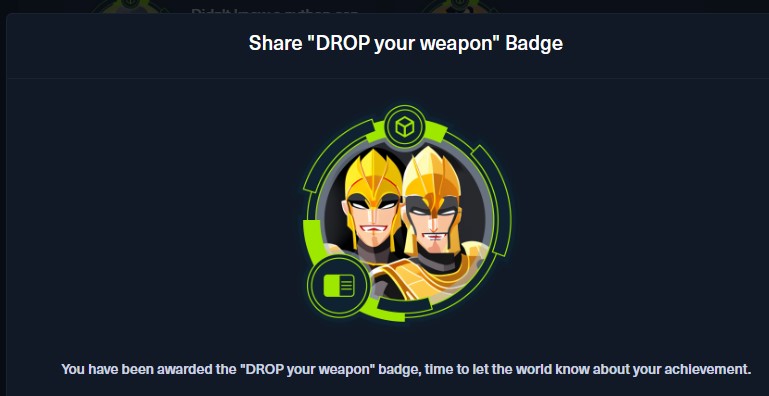 Share "DROP your weapon" Badge
You have been awarded the "DROP your weapon" badge, time to let the world know about your achievement.